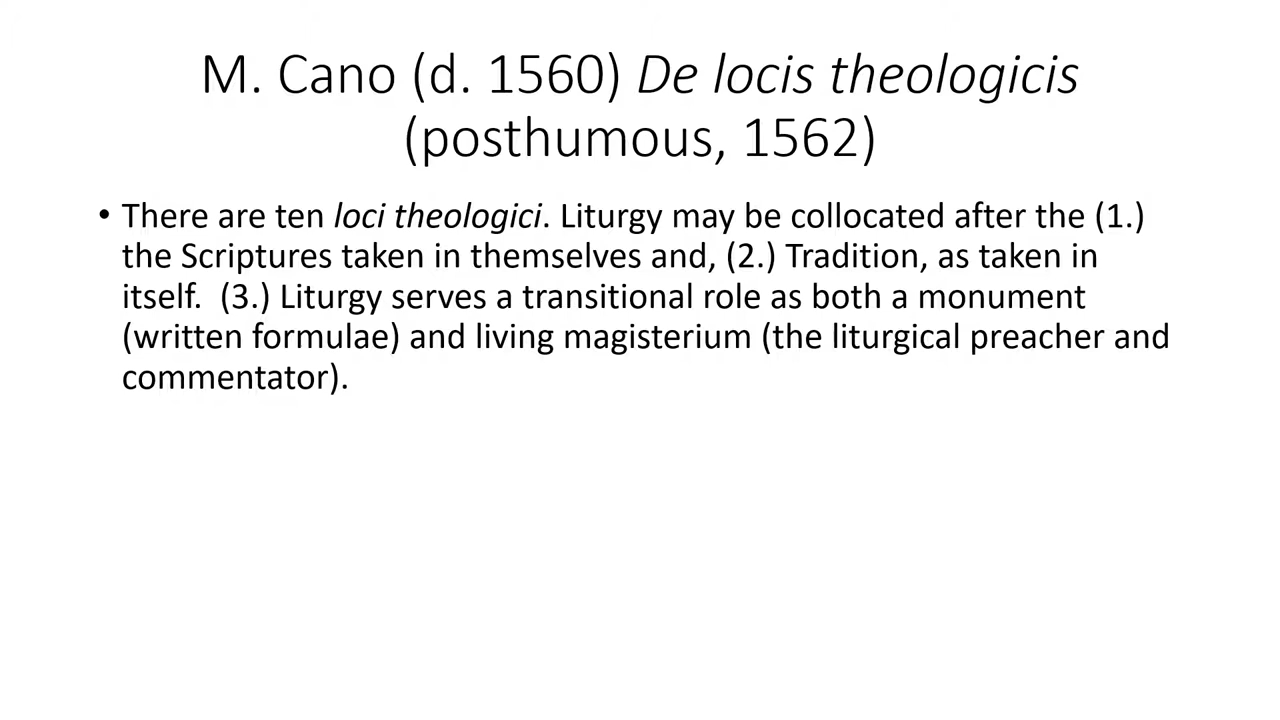 M. Cano (d. 1560) De locis theologicis
(posthumous, 1562)
• There are ten loci theologici. Liturgy may be collocated after the (1.)
the Scriptures taken in themselves and, (2.) Tradition, as taken in
itself.  (3.) Liturgy serves a transitional role as both a monument
(written formulae) and living magisterium (the liturgical preacher and
commentator).